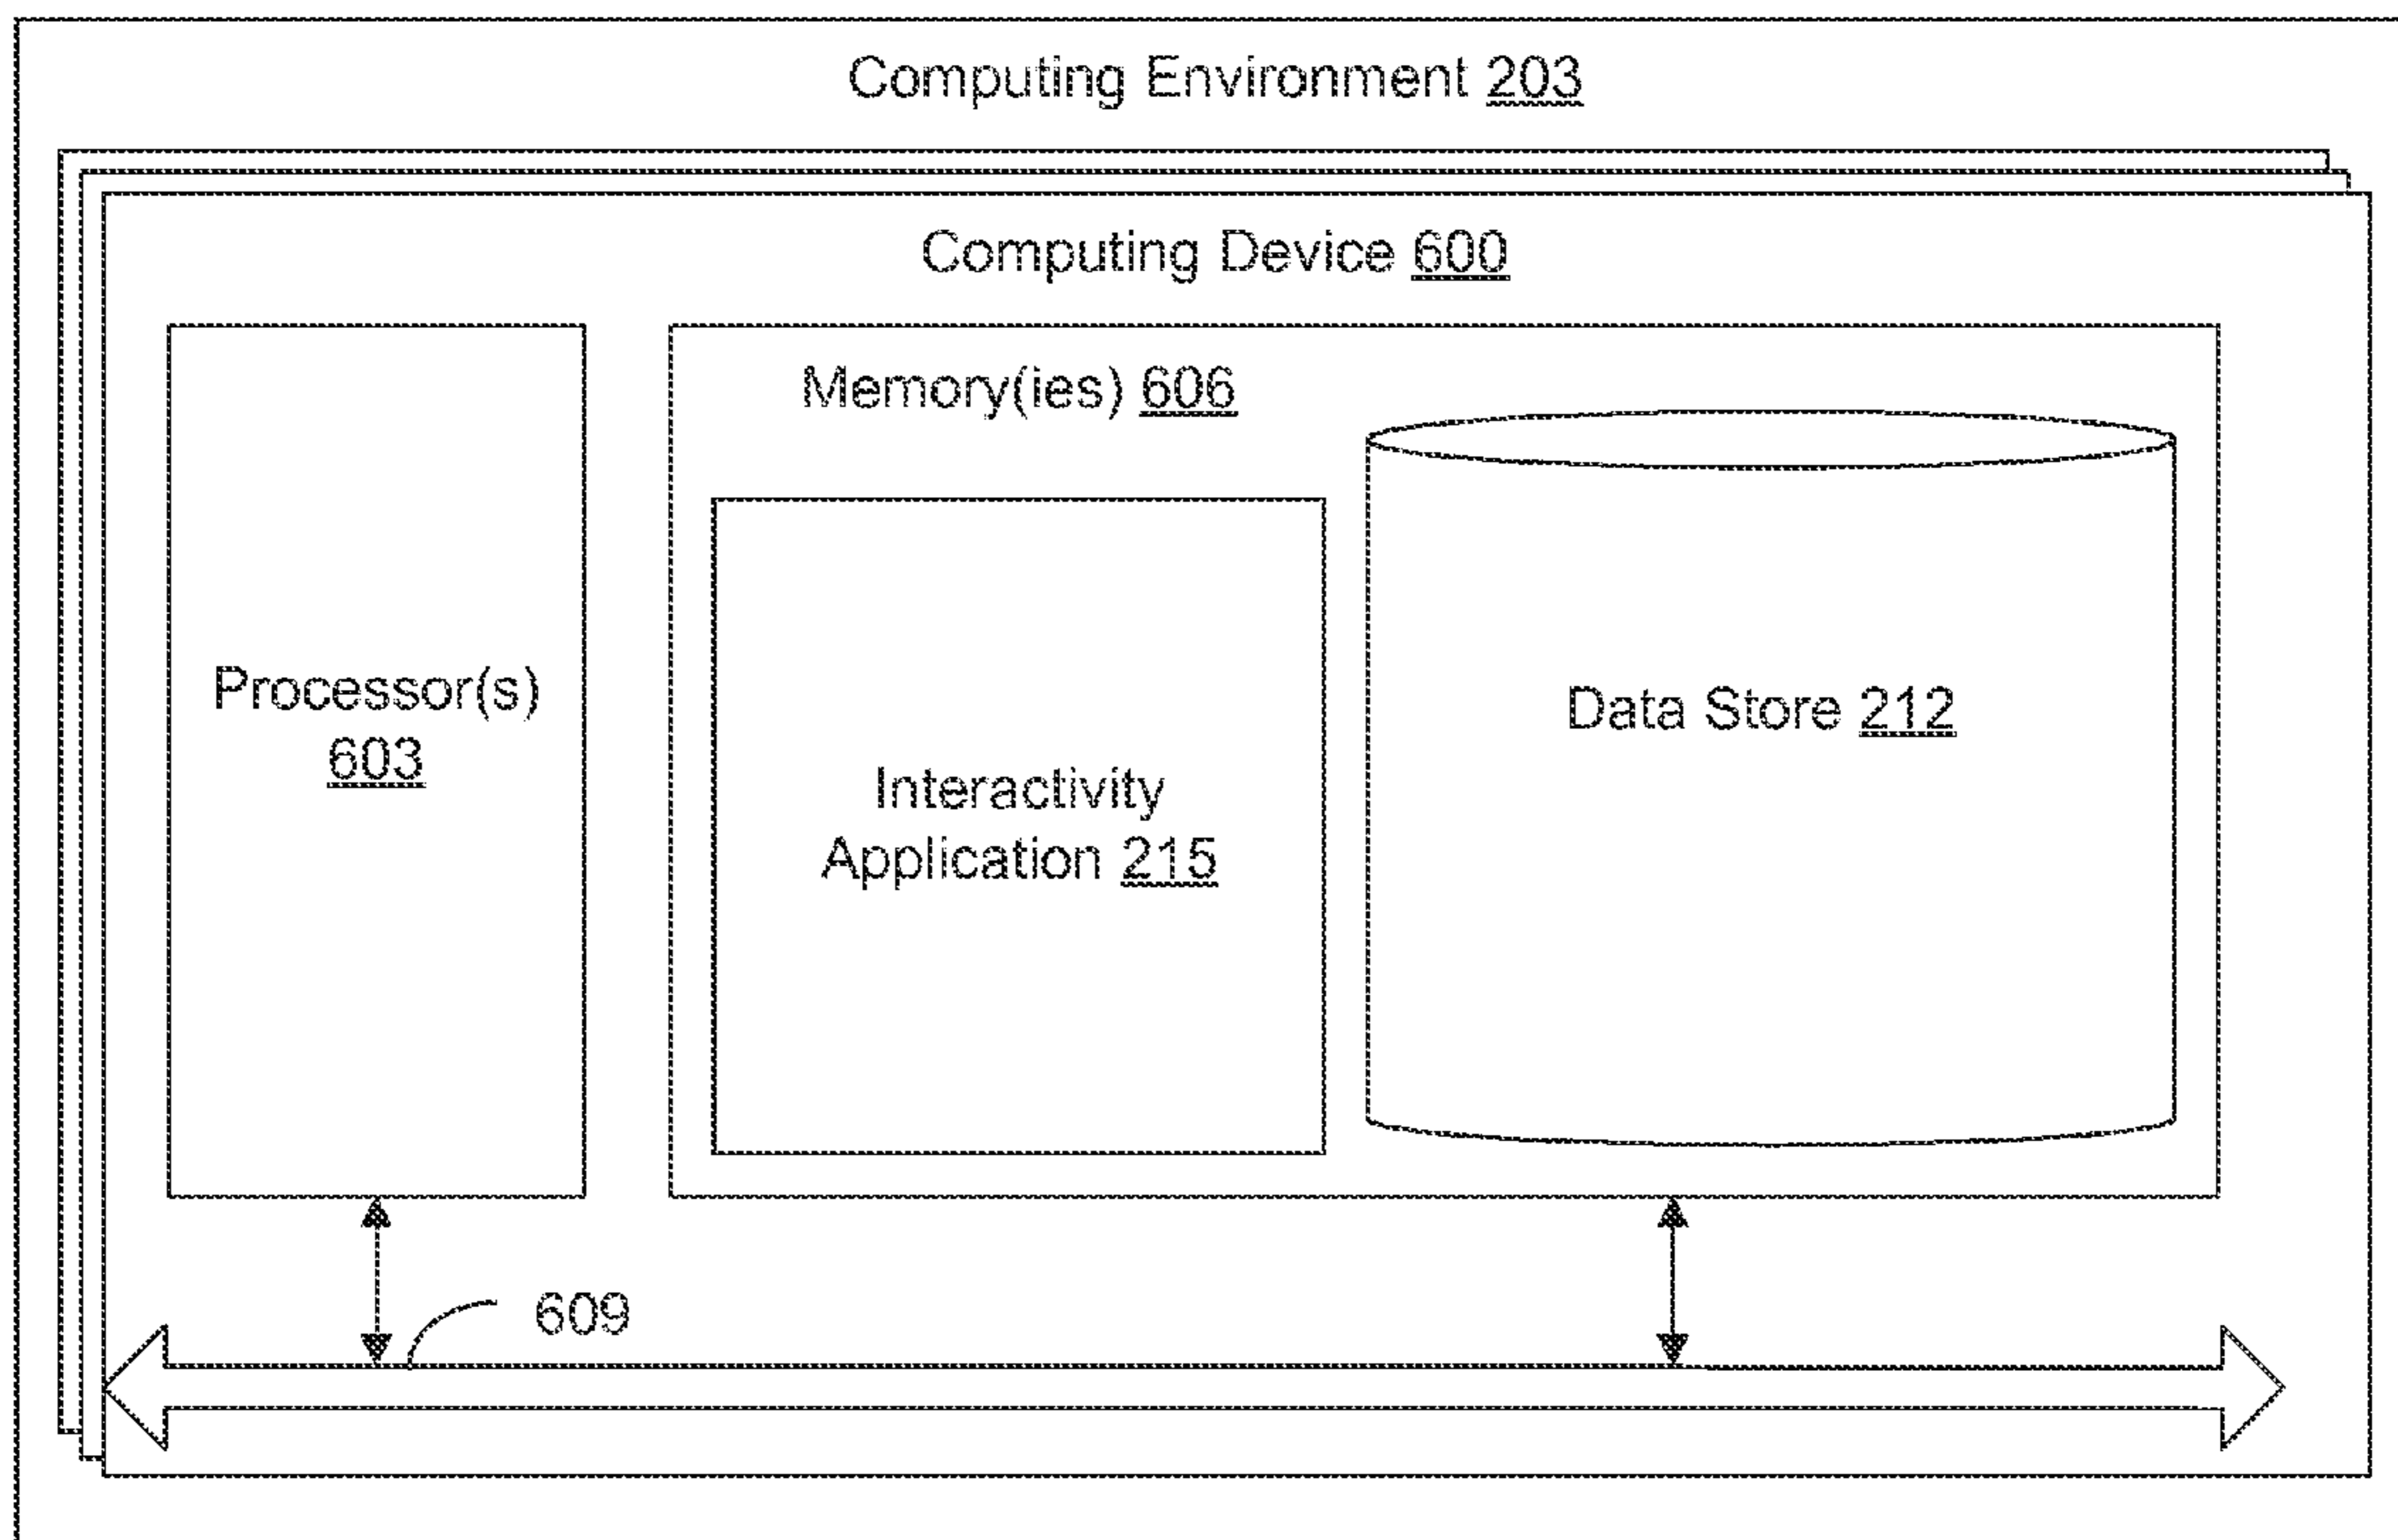 Computing Environment 203
Computing Device 600
Memory(ies) 606
Processor(s)
603
Interactivity
Application 215
Data Store 212
609